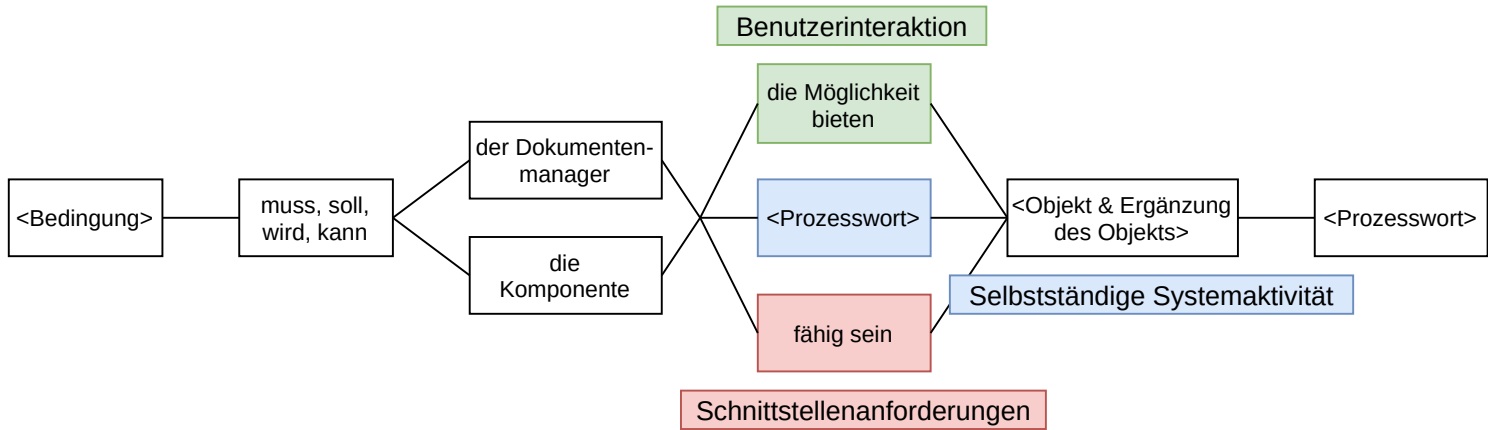 Benutzerinteraktion
die Möglichkeit
bieten
der Dokumenten-
manager
<Bedingung>
muss, soll,
wird, kann
<Prozesswort>
<Objekt & Ergänzung
des Objekts>
<Prozesswort>
die
Komponente
Selbstständige Systemaktivität
fähig sein
Schnittstellenanforderungen